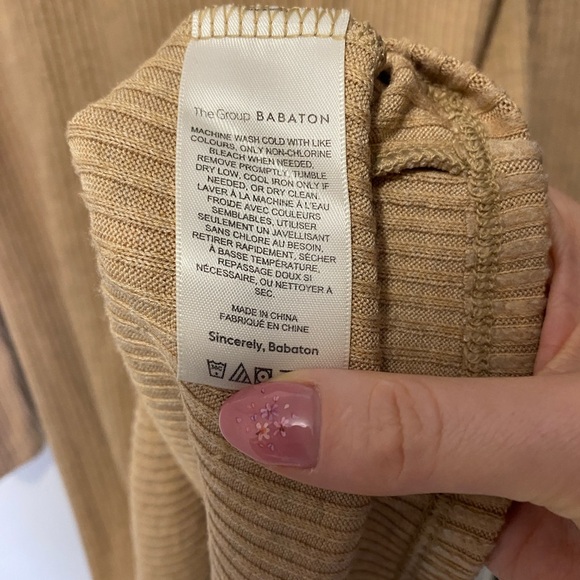 The Group BABATON
MACHINE WASH COLD WITH LIKE
COLOURS, ONLY NON-CHLORINE
BLEACH WHEN NEEDED,
REMOVE PROMPTLY, TUMBLE
DRY LOW, COOL IRON ONLY IF
NEEDED, OR DRY CLEAN.
LAVER À LA MACHINE À L'EAU
FROIDE AVEC COULEURS
SEMBLABLES, UTILISER
SEULEMENT UN JAVELLISANT
SANS CHLORE AU BESOIN,
RETIRER RAPIDEMENT, SÉCHER
À BASSE TEMPÉRATURE,
REPASSAGE DOUX SI
NÉCESSAIRE, OU NETTOYER À
SEC.
MADE IN CHINA
FABRIQUÉ EN CHINE
Sincerely, Babaton